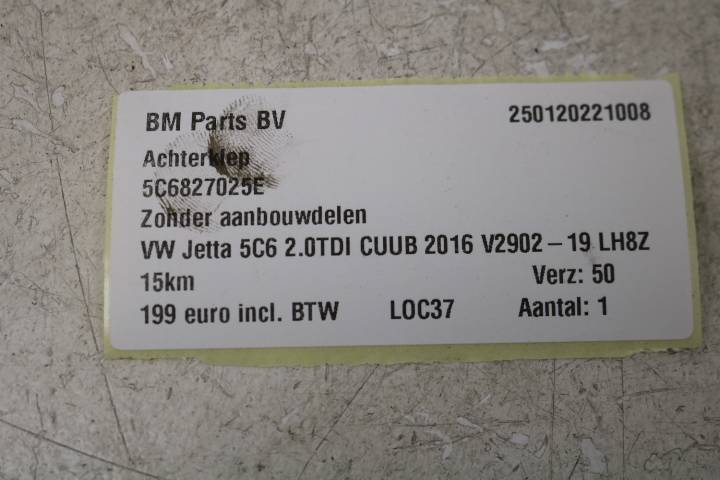 BM Parts BV 250120221008
Achterklep
5C6827025E
Zonder aanbouwdelen
VW Jetta 5C6 2.0TDI CUUB 2016 V2902 – 19 LH8Z
15km Verz: 50
199 euro incl. BTW LOC37 Aantal: 1